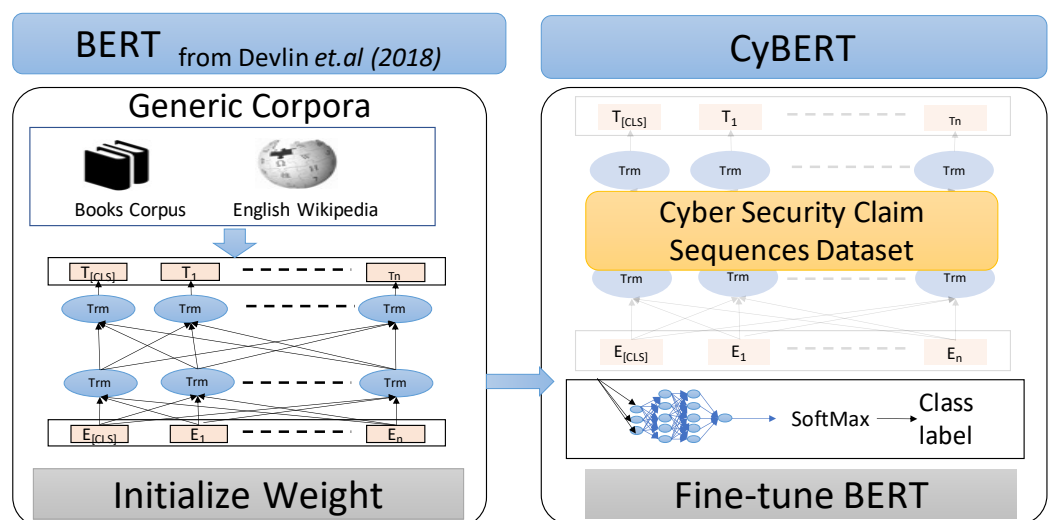 BERT from Devlin et.al (2018)
Generic Corpora
Books Corpus English Wikipedia
T[CLS] T1 Tn
Trm Trm Trm
Trm Trm Trm
E[CLS] E1 En
Initialize Weight
CyBERT
T[CLS] T1 Tn
Trm Trm Trm
Cyber Security Claim
Sequences Dataset
Trm Trm Trm
E[CLS] E1 En
SoftMax Class
label
Fine-tune BERT